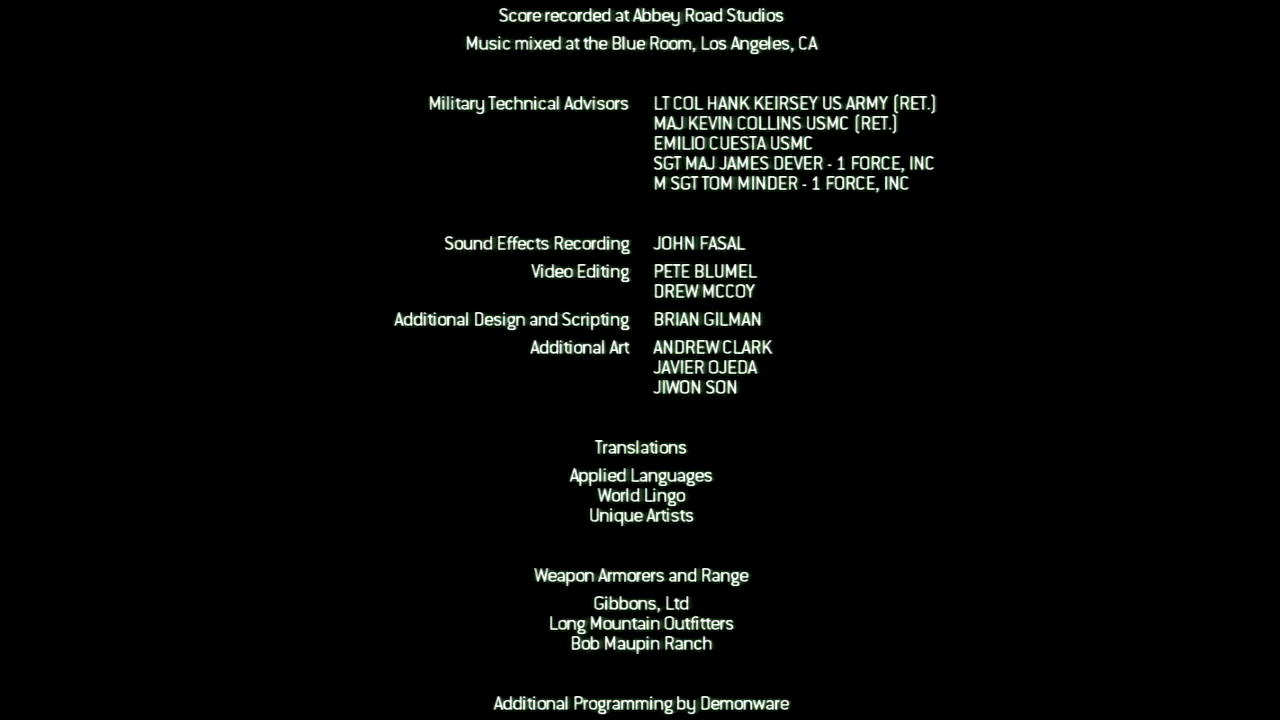 Score recorded at Abbey Road Studios
Music mixed at the Blue Room, Los Angeles, CA
Military Technical Advisors LT COL HANK KEIRSEY US ARMY (RET.)
MAJ KEVIN COLLINS USMC (RET.)
EMILIO CUESTA USMC
SGT MAJ JAMES DEVER - 1 FORCE, INC
M SGT TOM MINDER - 1 FORCE, INC
Sound Effects Recording JOHN FASAL
Video Editing PETE BLUMEL
DREW MCCOY
Additional Design and Scripting BRIAN GILMAN
Additional Art ANDREW CLARK
JAVIER OJEDA
JIWON SON
Translations
Applied Languages
World Lingo
Unique Artists
Weapon Armorers and Range
Gibbons, Ltd
Long Mountain Outfitters
Bob Maupin Ranch
Additional Programming by Demonware